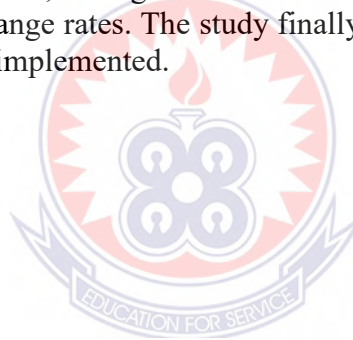 ange rates. The study finally
implemented.
EDUCATION FOR SERVICE